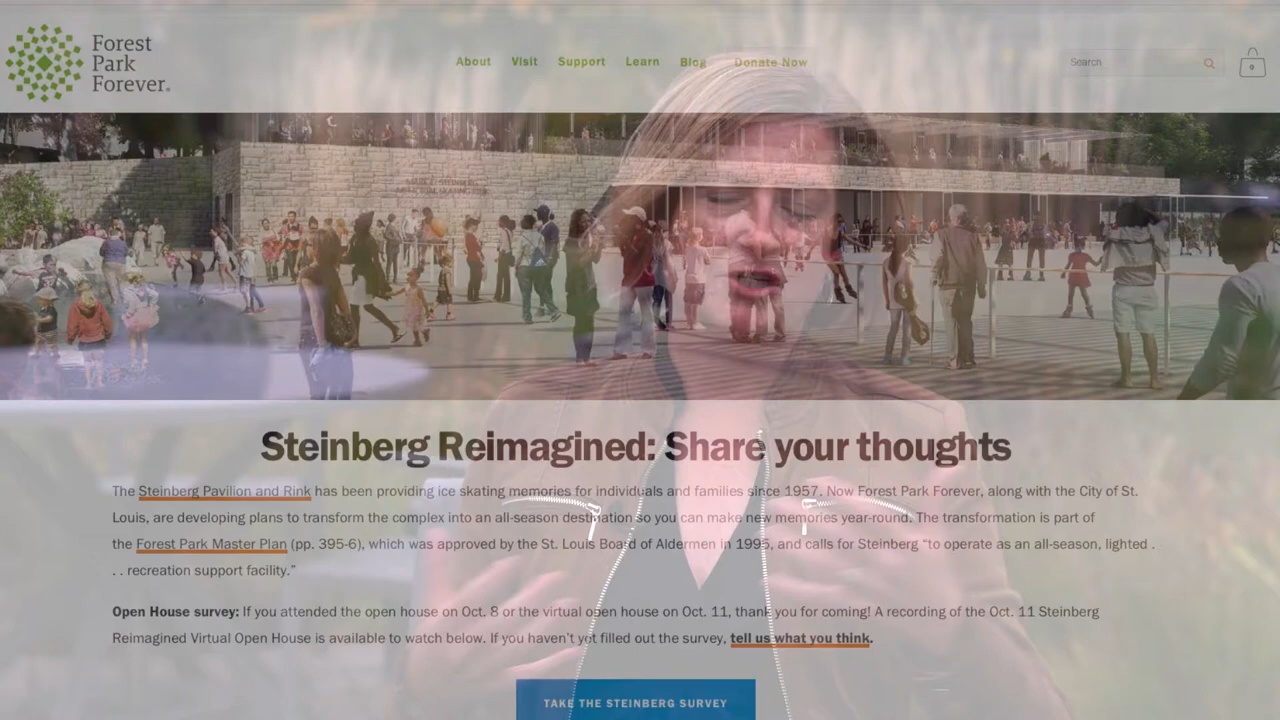 Forest
Park
Forever®
About Visit Support Learn Blog Donate Now
Search
0
Steinberg Reimagined: Share your thoughts
The Steinberg Pavilion and Rink has been providing ice skating memories for individuals and families since 1957. Now Forest Park Forever, along with the City of St.
Louis, are developing plans to transform the complex into an all-season destination so you can make new memories year-round. The transformation is part of
the Forest Park Master Plan (pp. 395-6), which was approved by the St. Louis Board of Aldermen in 1995, and calls for Steinberg “to operate as an all-season, lighted .
. . recreation support facility.”
Open House survey: If you attended the open house on Oct. 8 or the virtual open house on Oct. 11, thank you for coming! A recording of the Oct. 11 Steinberg
Reimagined Virtual Open House is available to watch below. If you haven’t yet filled out the survey, tell us what you think.
TAKE THE STEINBERG SURVEY